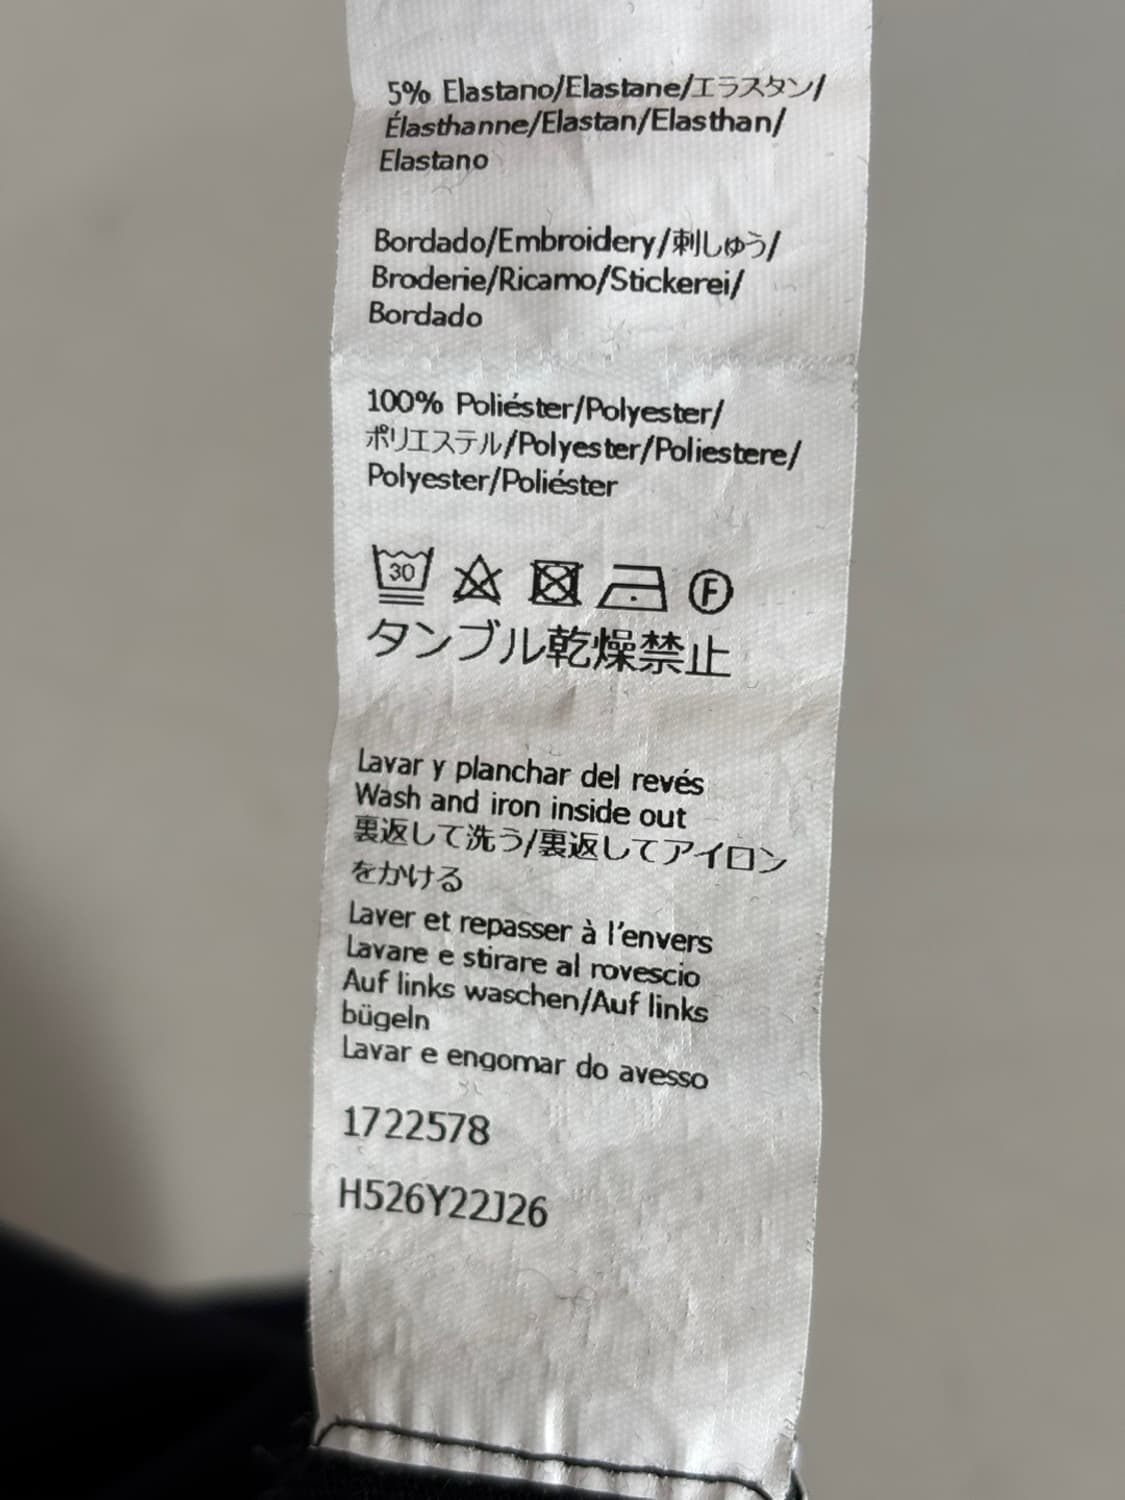 5% Elastano/Elastane/エラスタン/
Élasthanne/Elastan/Elasthan/
Elastano
Bordado/Embroidery/刺しゅう/
Broderie/Ricamo/Stickerei/
Bordado
100% Poliéster/Polyester/
ポリエステル/Polyester/Poliestere/
Polyester/Poliéster
30 F
タンブル乾燥禁止
Lavar y planchar del revés
Wash and iron inside out
裏返して洗う/裏返してアイロン
をかける
Laver et repasser à l'envers
Lavare e stirare al rovescio
Auf links waschen/Auf links
bügeln
Lavar e engomar do avesso
1722578
H526Y22J26